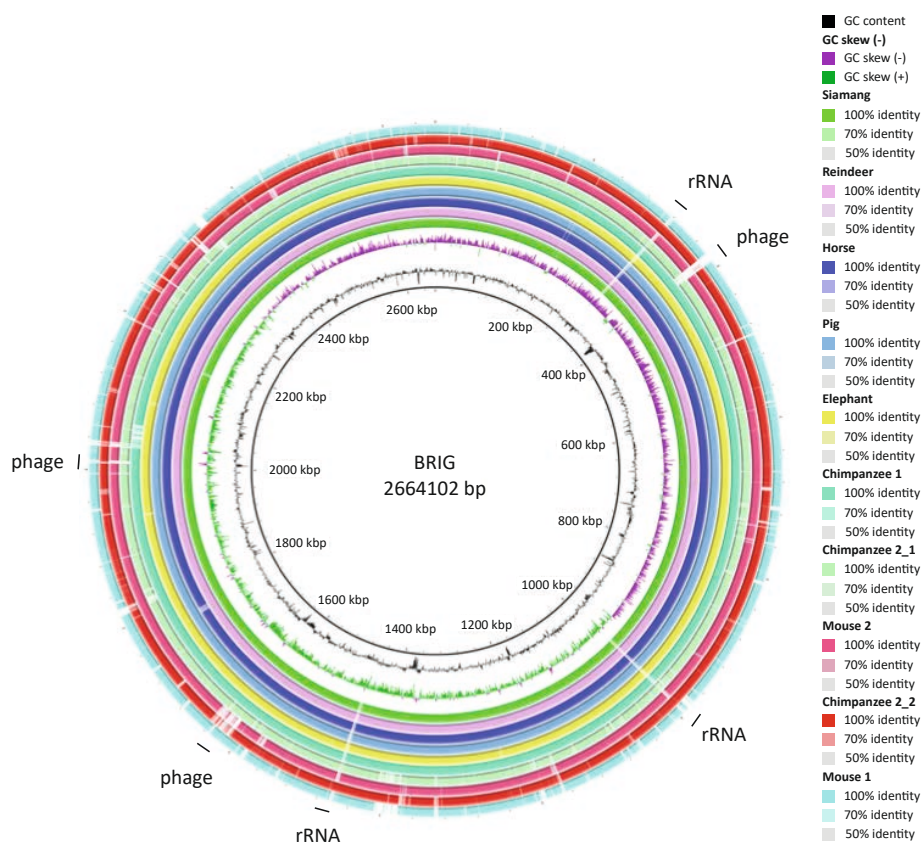 GC content
GC skew (-)
GC skew (-)
GC skew (+)
Siamang
100% identity
70% identity
50% identity
Reindeer
100% identity
70% identity
50% identity
Horse
100% identity
70% identity
50% identity
Pig
100% identity
70% identity
50% identity
Elephant
100% identity
70% identity
50% identity
Chimpanzee 1
100% identity
70% identity
50% identity
Chimpanzee 2_1
100% identity
70% identity
50% identity
Mouse 2
100% identity
70% identity
50% identity
Chimpanzee 2_2
100% identity
70% identity
50% identity
Mouse 1
100% identity
70% identity
50% identity
rRNA
phage
rRNA
rRNA
phage
phage
200 kbp
400 kbp
600 kbp
800 kbp
1000 kbp
1200 kbp
1400 kbp
1600 kbp
1800 kbp
2000 kbp
2200 kbp
2400 kbp
2600 kbp
BRIG
2664102 bp